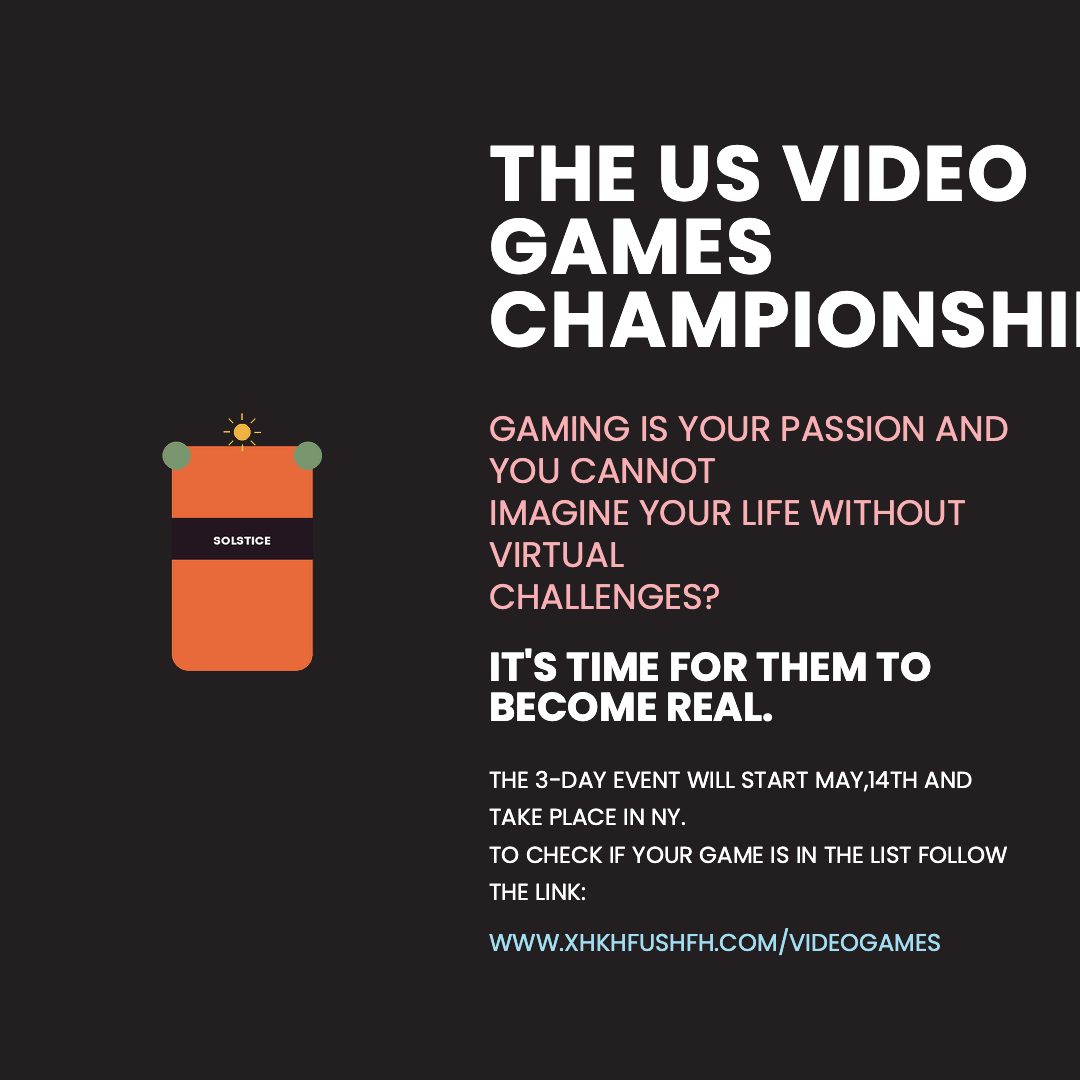 THE US VIDEO
GAMES
CHAMPIONSHI
GAMING IS YOUR PASSION AND
YOU CANNOT
IMAGINE YOUR LIFE WITHOUT
VIRTUAL
CHALLENGES?
SOLSTICE
IT'S TIME FOR THEM TO
BECOME REAL.
THE 3-DAY EVENT WILL START MAY,14TH AND
TAKE PLACE IN NY.
TO CHECK IF YOUR GAME IS IN THE LIST FOLLOW
THE LINK:
WWW.XHKHFUSHFH.COM/VIDEOGAMES